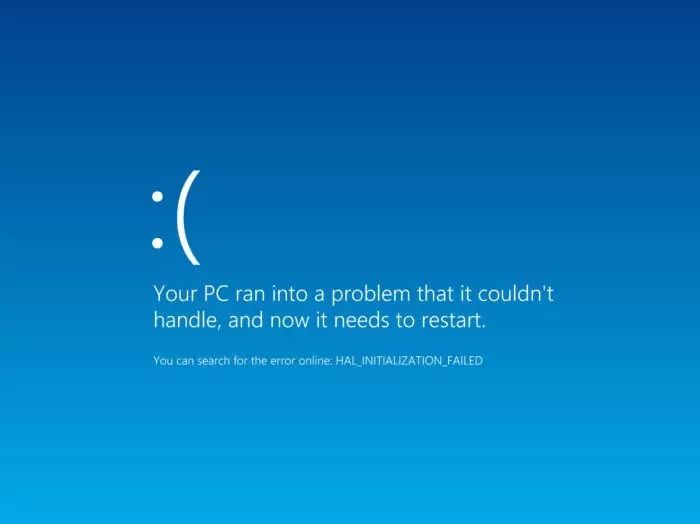 :(
Your PC ran into a problem that it couldn't
handle, and now it needs to restart.
You can search for the error online: HAL_INITIALIZATION_FAILED